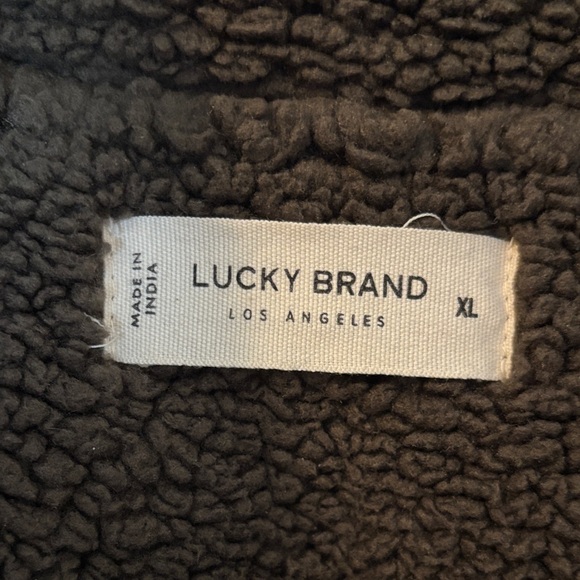 MADE IN
INDIA
LUCKY BRAND
LOS ANGELES
XL